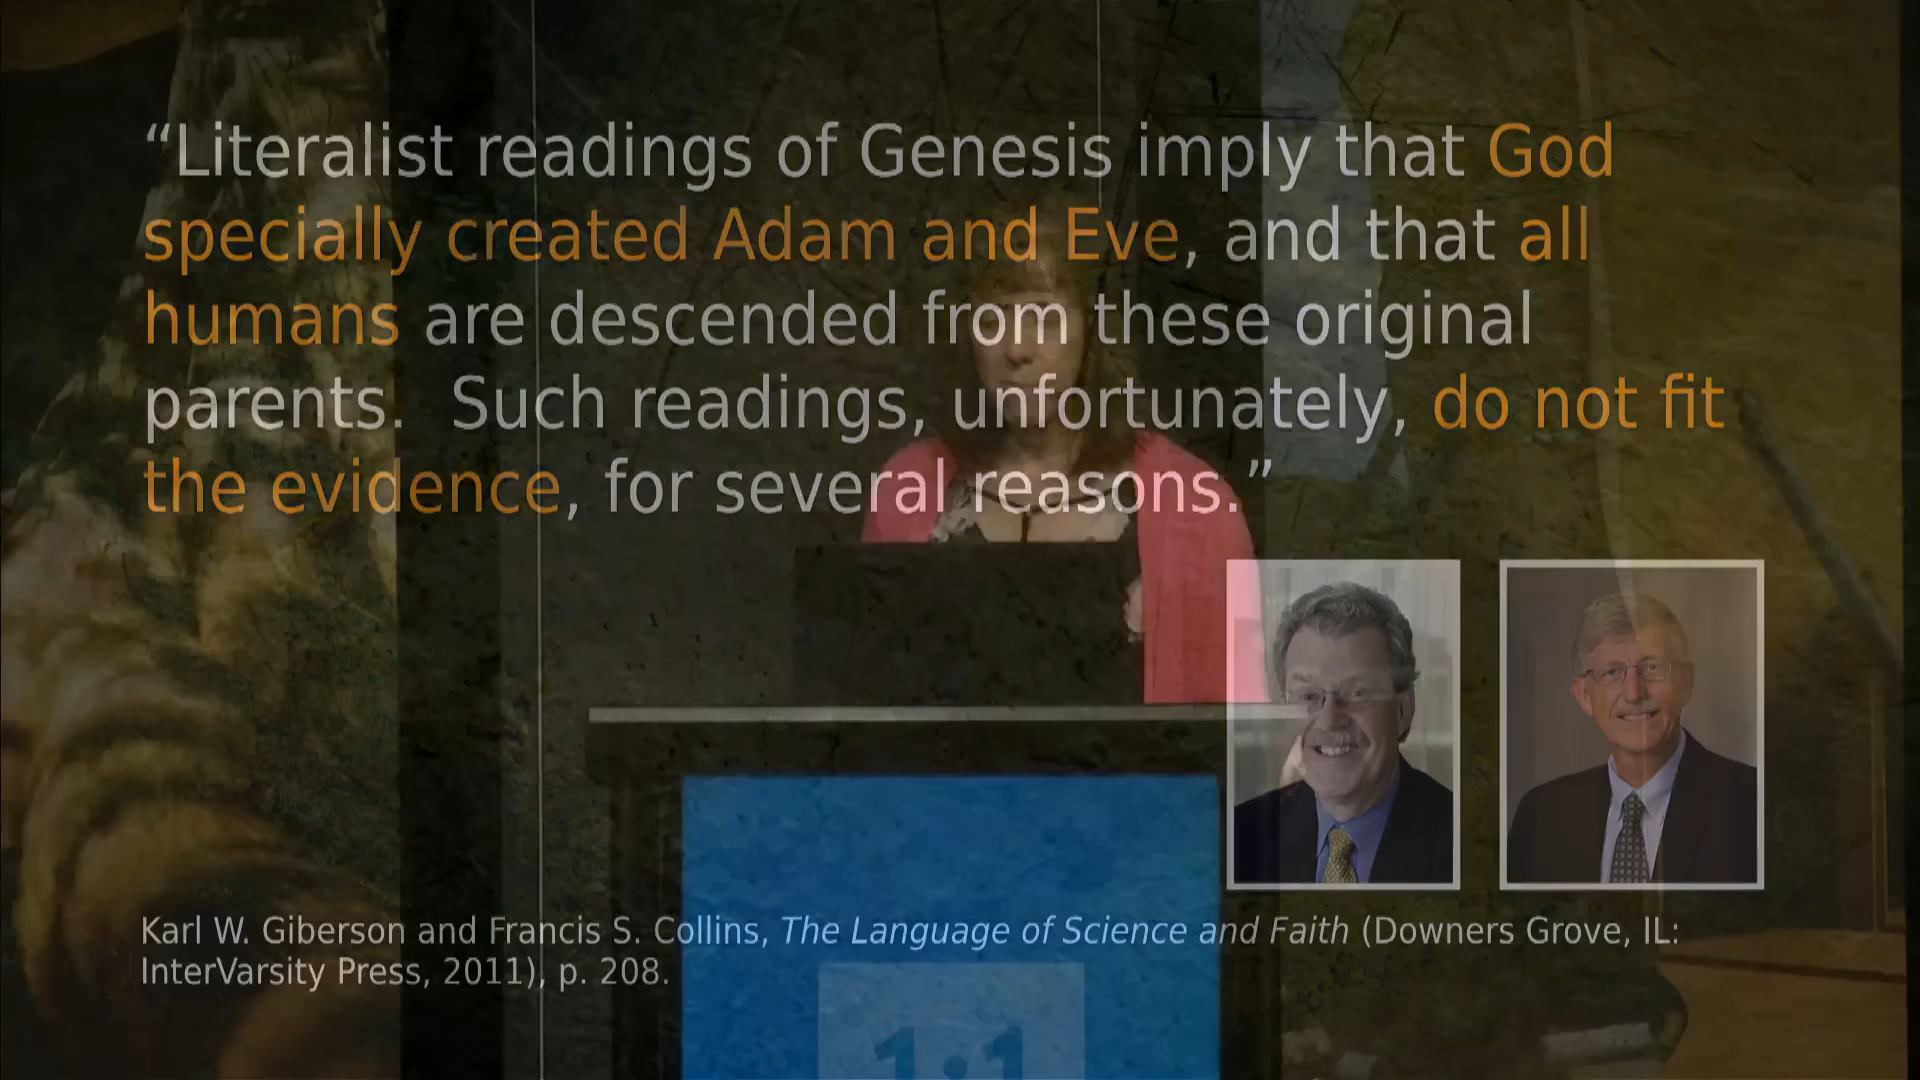 “Literalist readings of Genesis imply that God
specially created Adam and Eve, and that all
humans are descended from these original
parents. Such readings, unfortunately, do not fit
the evidence, for several reasons.”
Karl W. Giberson and Francis S. Collins, The Language of Science and Faith (Downers Grove, IL:
InterVarsity Press, 2011), p. 208.
1:1